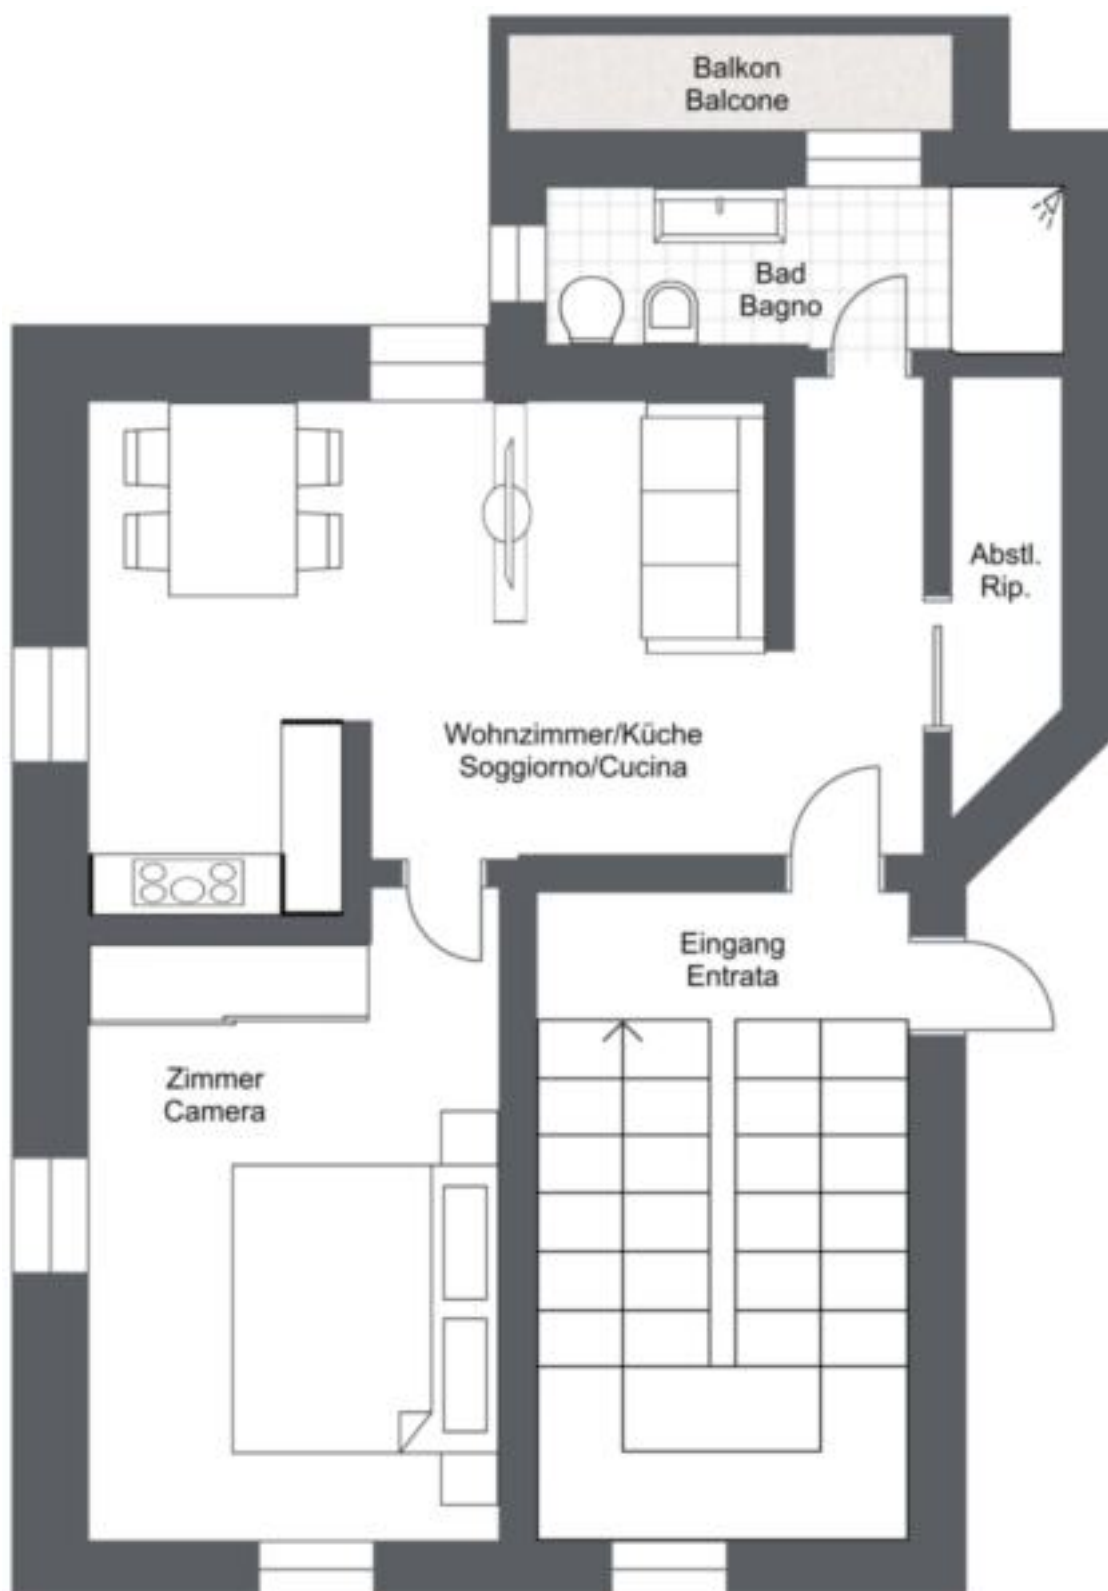 Balkon
Balcone
Bad
Bagno
Abstl.
Rip.
Wohnzimmer/Küche
Soggiorno/Cucina
Eingang
Entrata
Zimmer
Camera